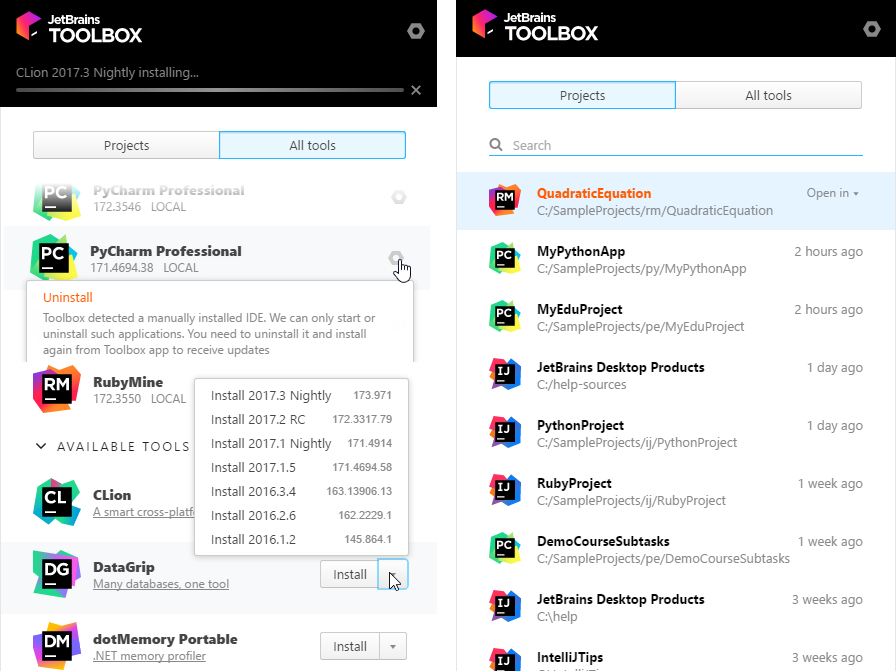 JetBrains
TOOLBOX
CLion 2017.3 Nightly installing...
Projects
All tools
PC
PyCharm Professional
172.3546 LOCAL
PC
PyCharm Professional
171.4694.38 LOCAL
Uninstall
Toolbox detected a manually installed IDE. We can only start or
uninstall such applications. You need to uninstall it and install
again from Toolbox app to receive updates
RM
RubyMine
172.3550 LOCAL
Install 2017.3 Nightly 173.971
Install 2017.2 RC 172.3317.79
Install 2017.1 Nightly 171.4914
Install 2017.1.5 171.4694.58
Install 2016.3.4 163.13906.13
Install 2016.2.6 162.2229.1
Install 2016.1.2 145.864.1
AVAILABLE TOOLS
CL
CLion
A smart
DG
DataGrip
Many databases, one tool
Install
DM
dotMemory Portable
.NET memory profiler
Install
JetBrains
TOOLBOX
Projects
All tools
Search
RM
QuadraticEquation
Open in
C:/SampleProjects/rm/QuadraticEquation
PC
MyPythonApp
2 hours ago
C:/SampleProjects/py/MyPythonApp
PC
MyEduProject
2 hours ago
C:/SampleProjects/pe/MyEduProject
IJ
JetBrains Desktop Products
1 day ago
C:/help-sources
IJ
PythonProject
1 day ago
C:/SampleProjects/ij/PythonProject
IJ
RubyProject
1 week ago
C:/SampleProjects/ij/RubyProject
PC
DemoCourseSubtasks
1 week ago
C:/SampleProjects/pe/DemoCourseSubtasks
IJ
JetBrains Desktop Products
3 weeks ago
C:\help
IJ
IntelliJTips
3 weeks ago